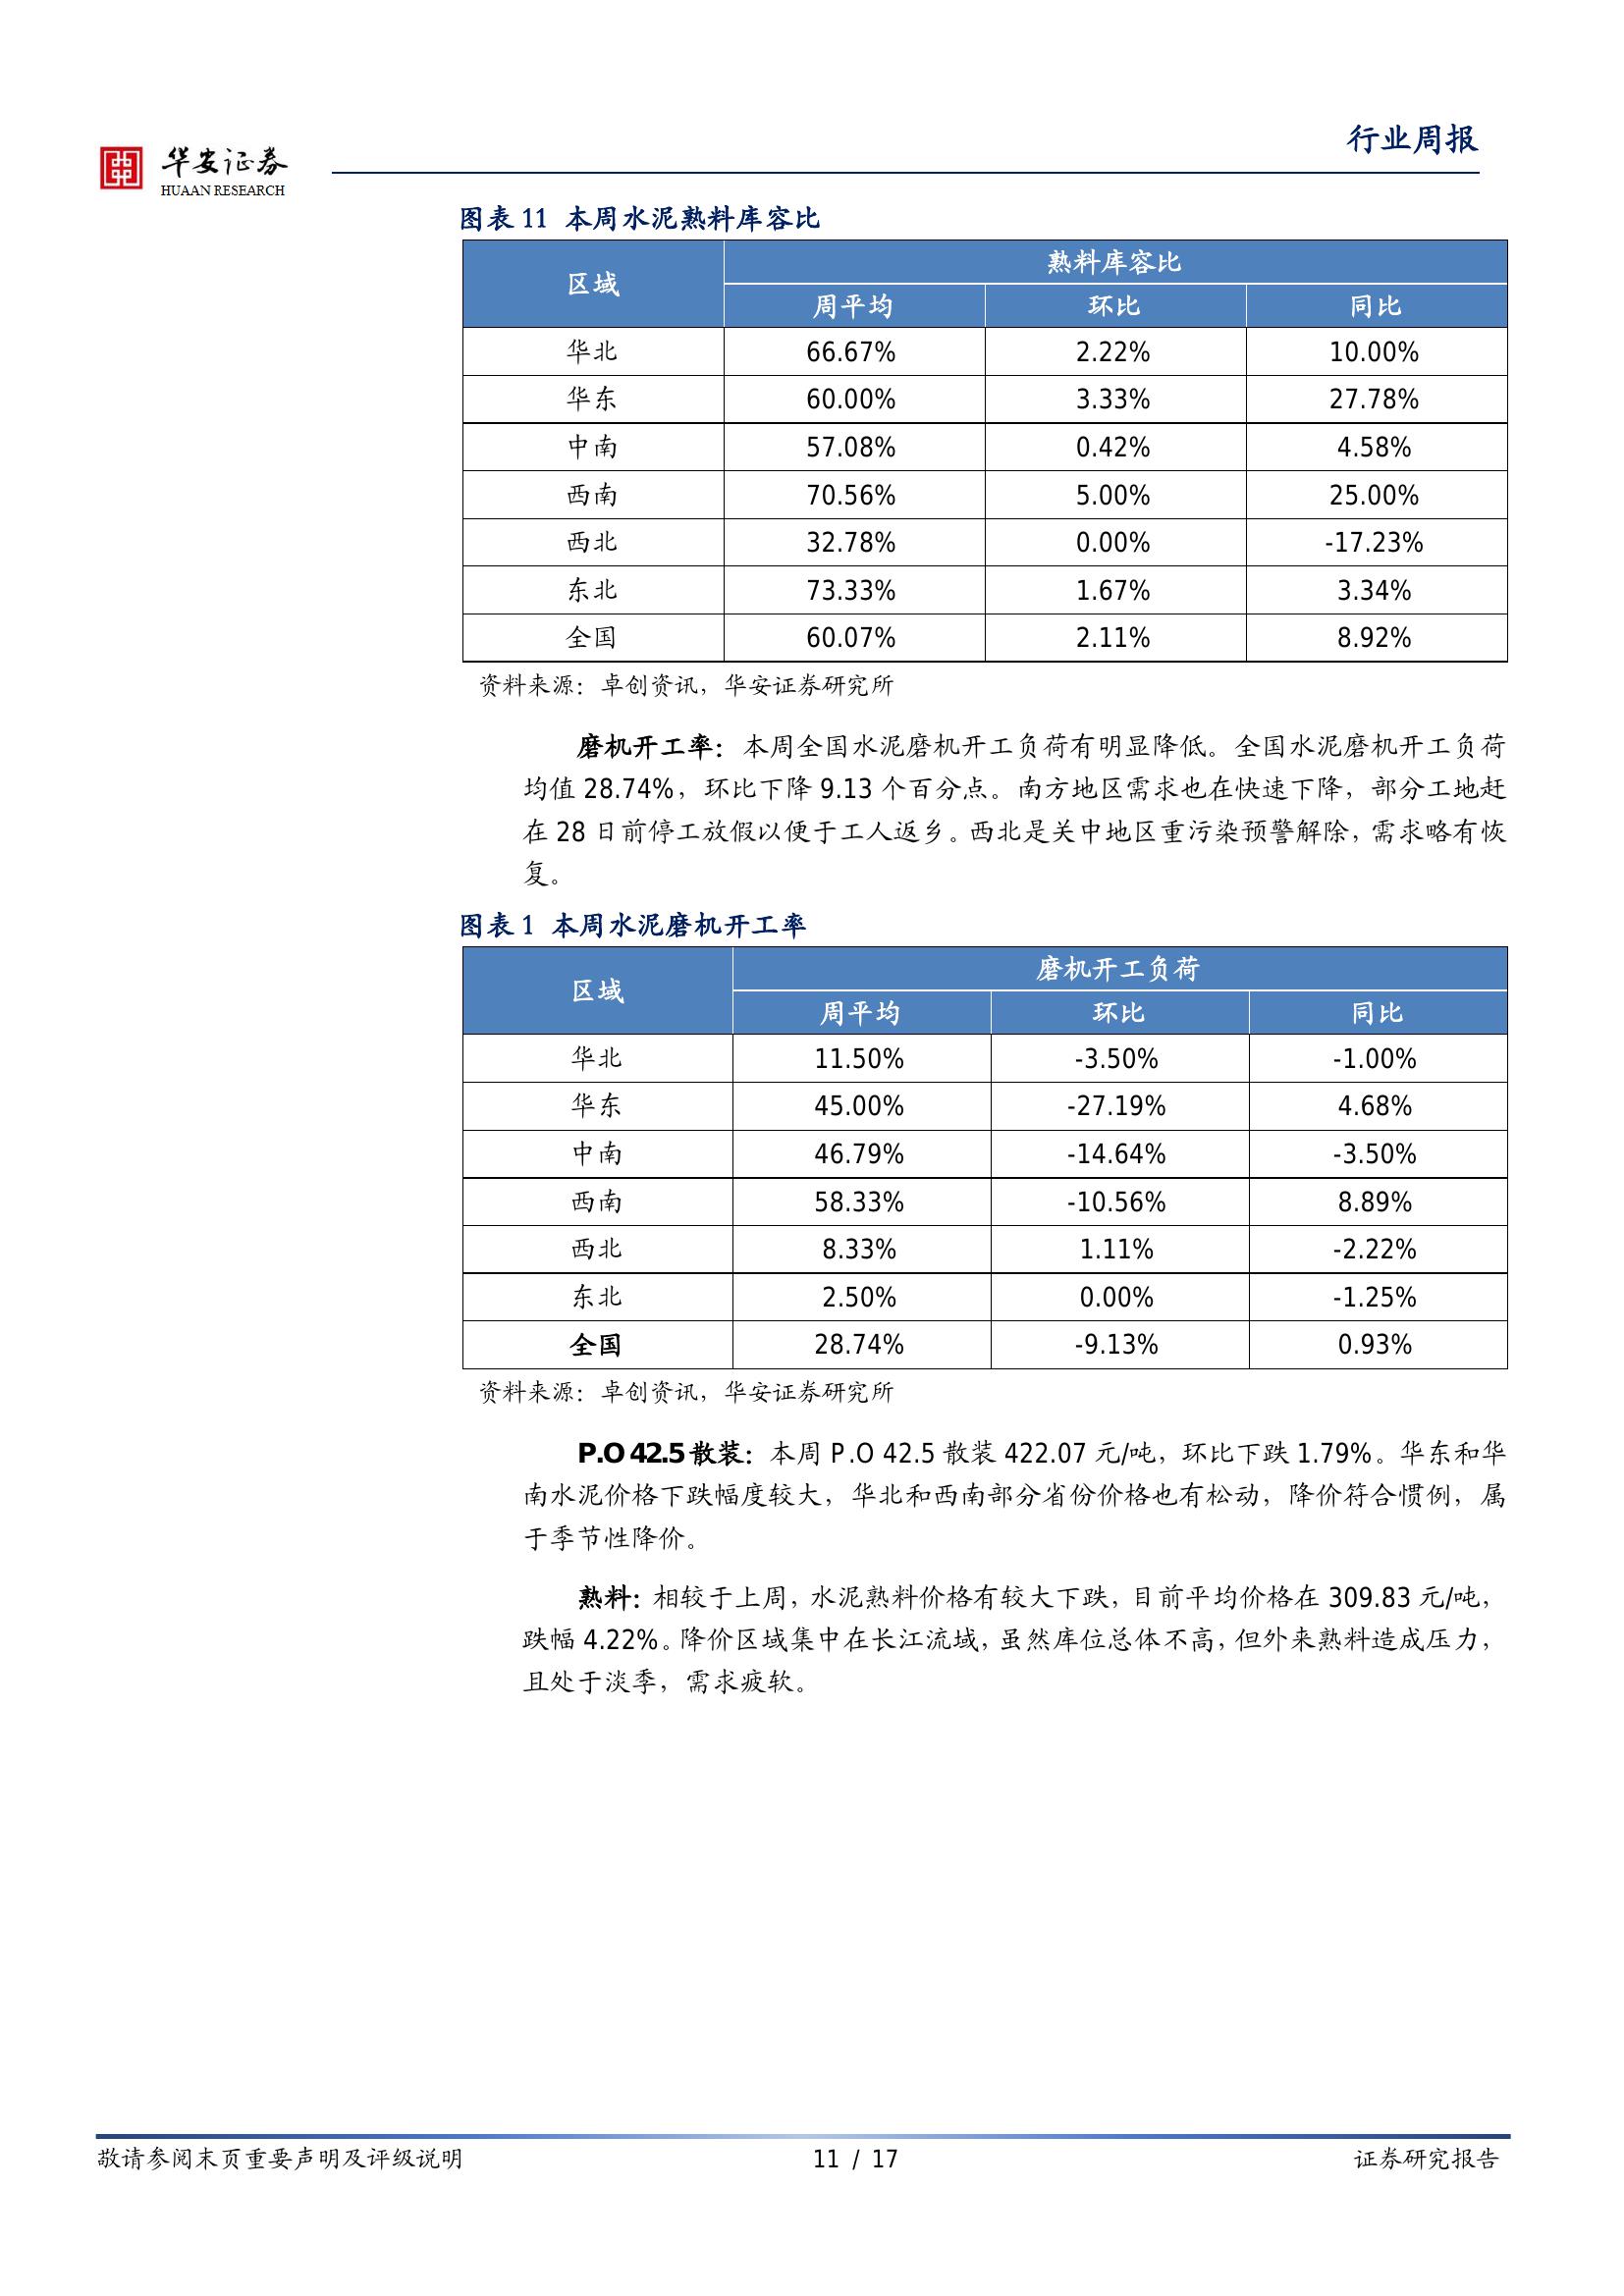 行业周报
华安证券
HUAAN RESEARCH
图表 11 本周水泥熟料库容比
区域 熟料库容比
周平均 环比 同比
华北 66.67% 2.22% 10.00%
华东 60.00% 3.33% 27.78%
中南 57.08% 0.42% 4.58%
西南 70.56% 5.00% 25.00%
西北 32.78% 0.00% -17.23%
东北 73.33% 1.67% 3.34%
全国 60.07% 2.11% 8.92%
资料来源：卓创资讯，华安证券研究所
磨机开工率：本周全国水泥磨机开工负荷有明显降低。全国水泥磨机开工负荷
均值 28.74%，环比下降 9.13 个百分点。南方地区需求也在快速下降，部分工地赶
在 28 日前停工放假以便于工人返乡。西北是关中地区重污染预警解除，需求略有恢
复。
图表 1 本周水泥磨机开工率
区域 磨机开工负荷
周平均 环比 同比
华北 11.50% -3.50% -1.00%
华东 45.00% -27.19% 4.68%
中南 46.79% -14.64% -3.50%
西南 58.33% -10.56% 8.89%
西北 8.33% 1.11% -2.22%
东北 2.50% 0.00% -1.25%
全国 28.74% -9.13% 0.93%
资料来源：卓创资讯，华安证券研究所
P.O 42.5 散装：本周 P.O 42.5 散装 422.07 元/吨，环比下跌 1.79%。华东和华
南水泥价格下跌幅度较大，华北和西南部分省份价格也有松动，降价符合惯例，属
于季节性降价。
熟料：相较于上周，水泥熟料价格有较大下跌，目前平均价格在 309.83 元/吨，
跌幅 4.22%。降价区域集中在长江流域，虽然库位总体不高，但外来熟料造成压力，
且处于淡季，需求疲软。
敬请参阅末页重要声明及评级说明 11 / 17 证券研究报告